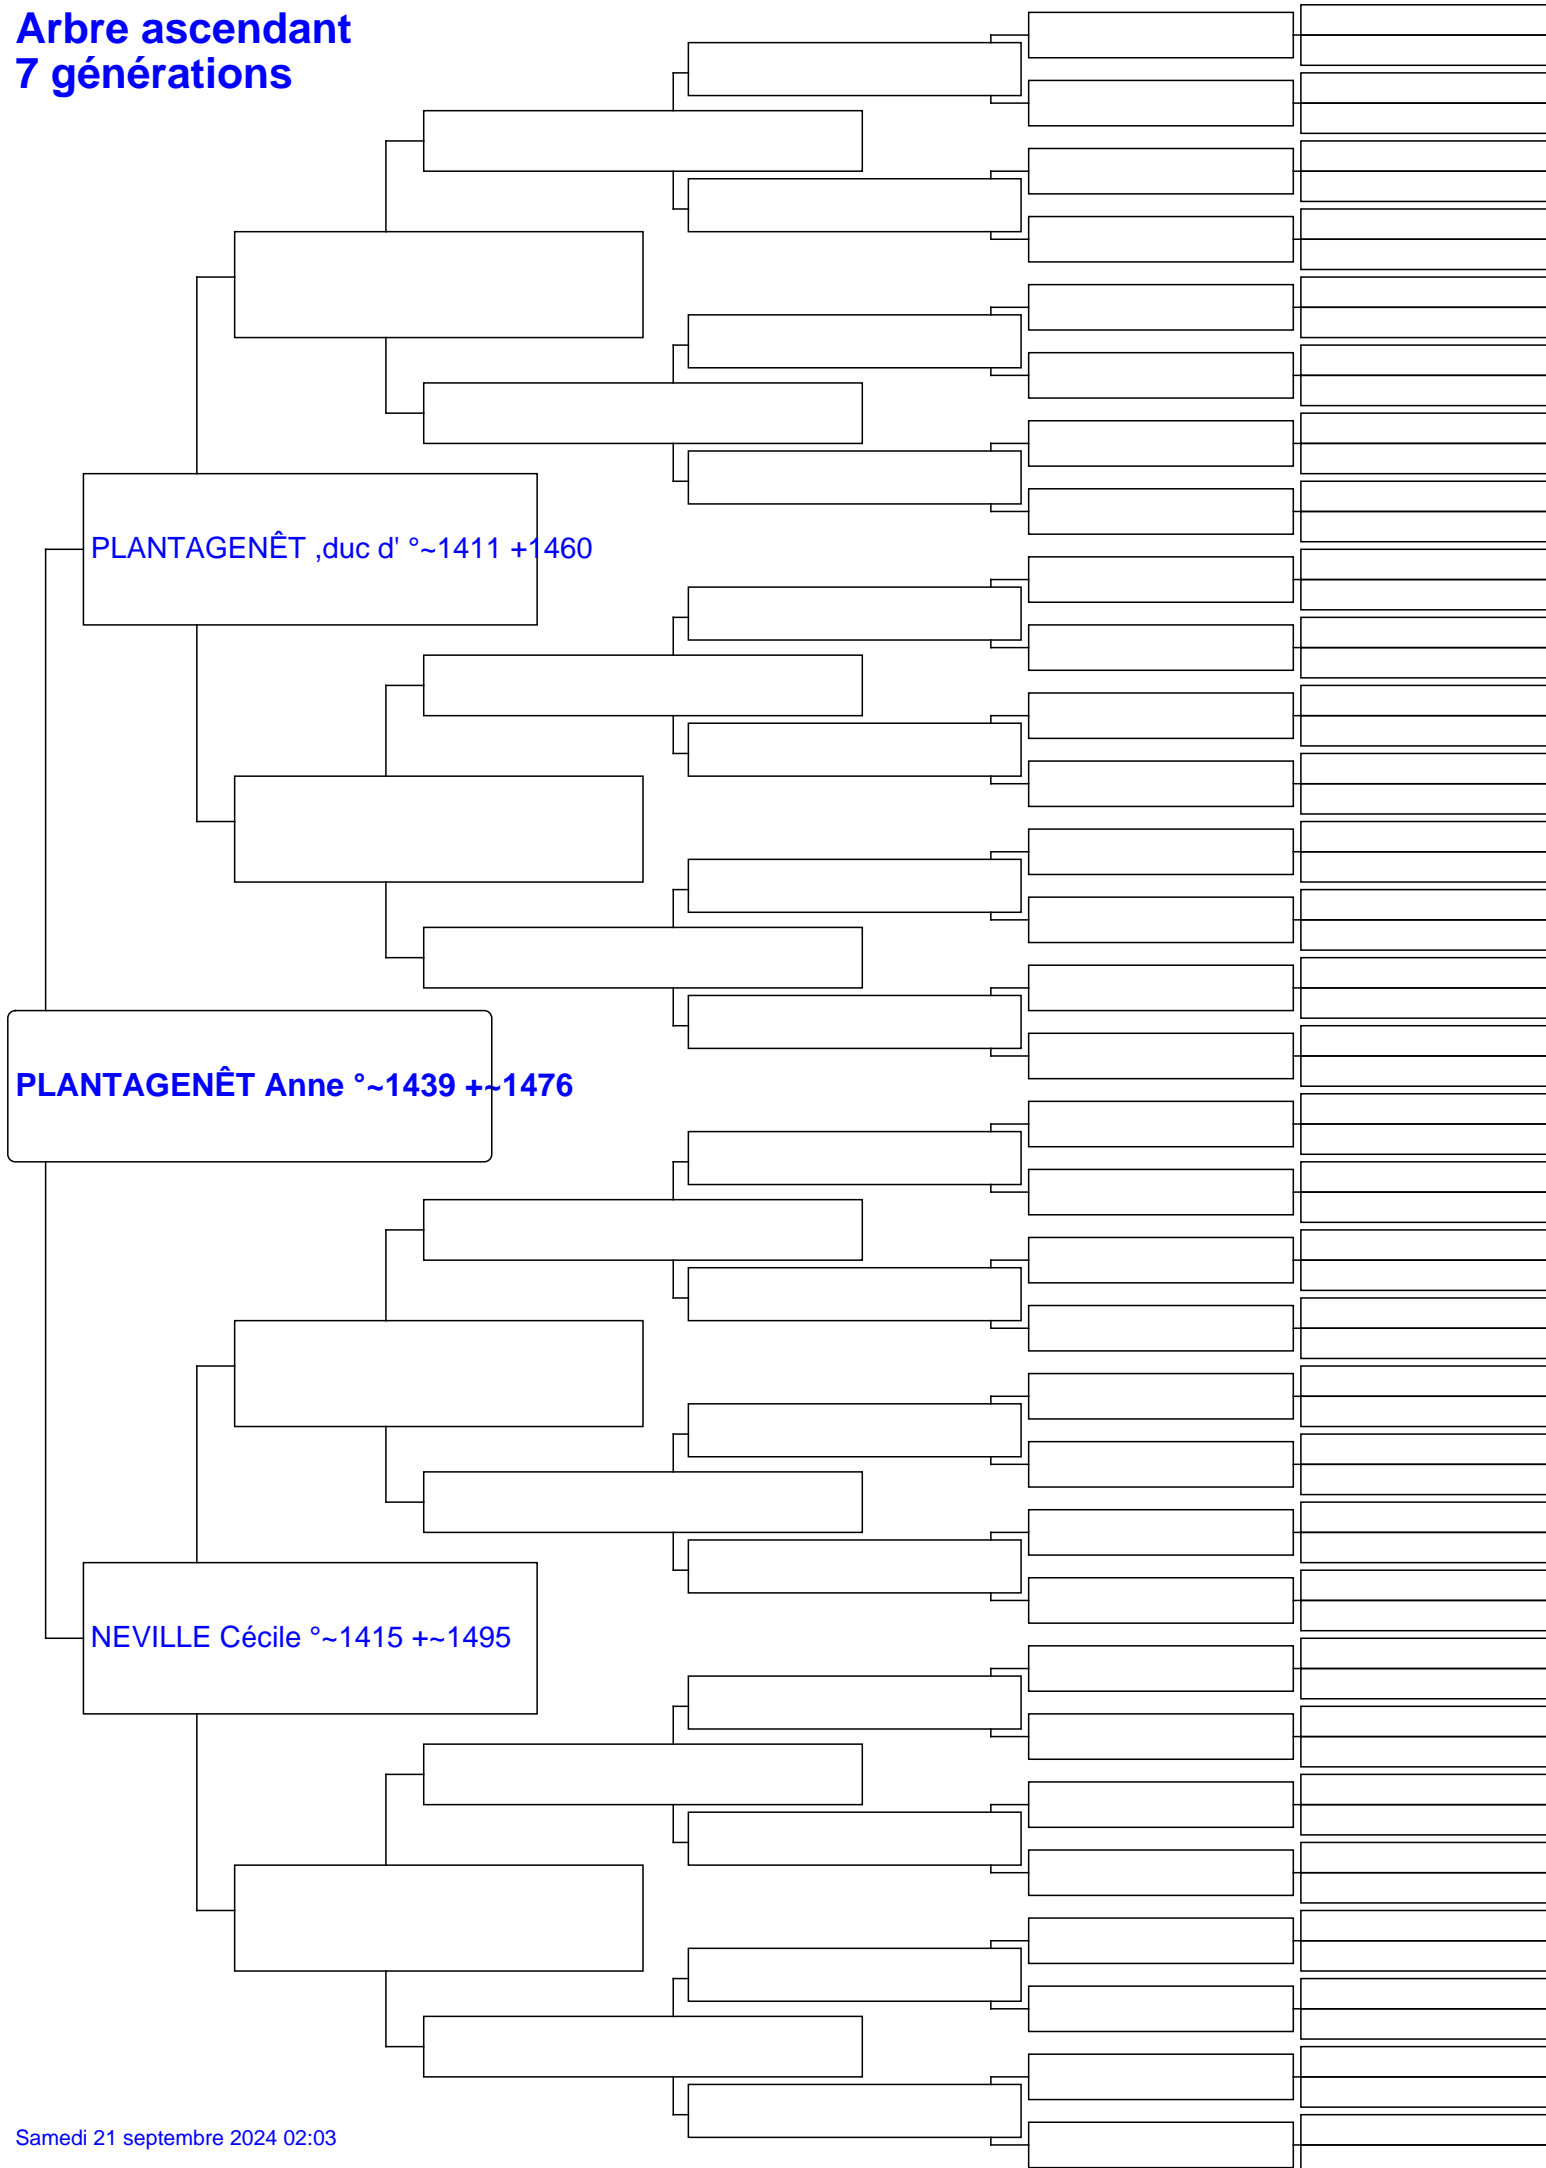 Arbre ascendant
7 générations
PLANTAGENÊT ,duc d' °~1411 +1460
PLANTAGENÊT Anne °~1439 +~1476
NEVILLE Cécile °~1415 +~1495
Samedi 21 septembre 2024 02:03